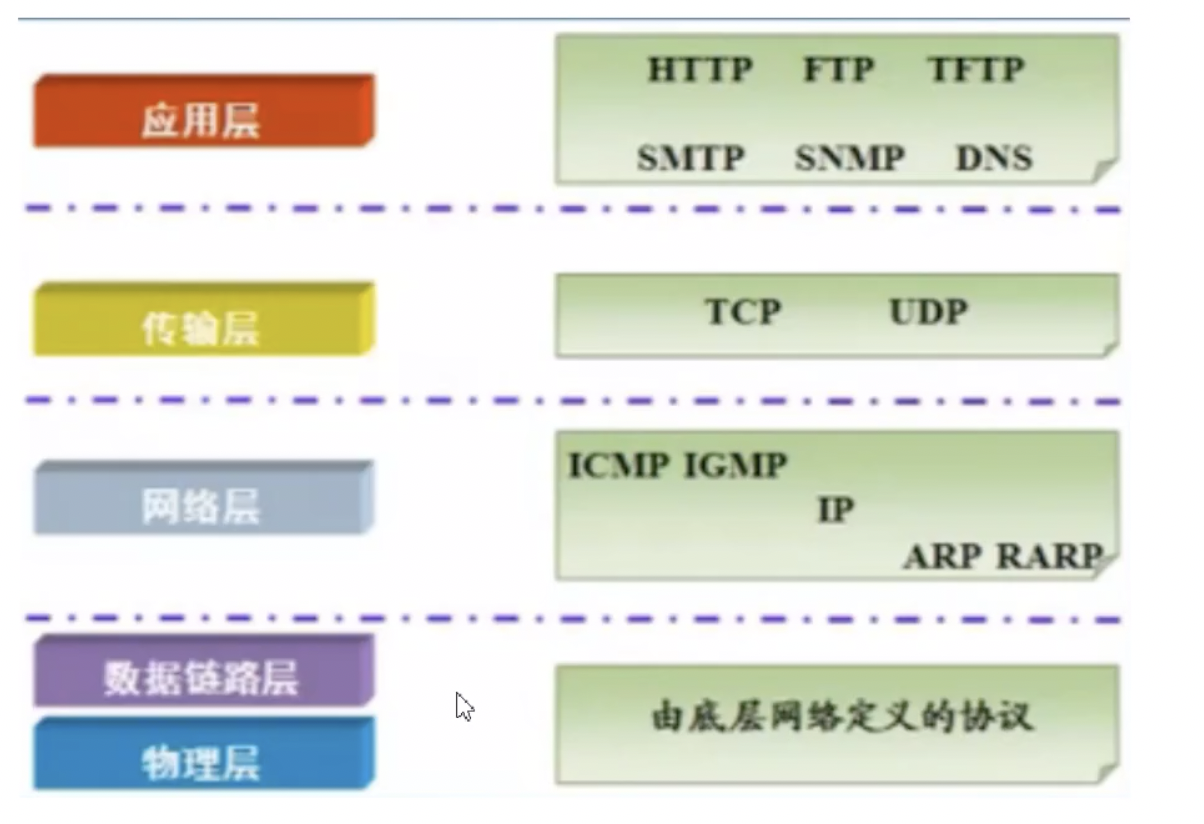 应用层
HTTP FTP TFTP
SMTP SNMP DNS
传输层
TCP UDP
网络层
ICMP IGMP
IP
ARP RARP
数据链路层
物理层
由底层网络定义的协议